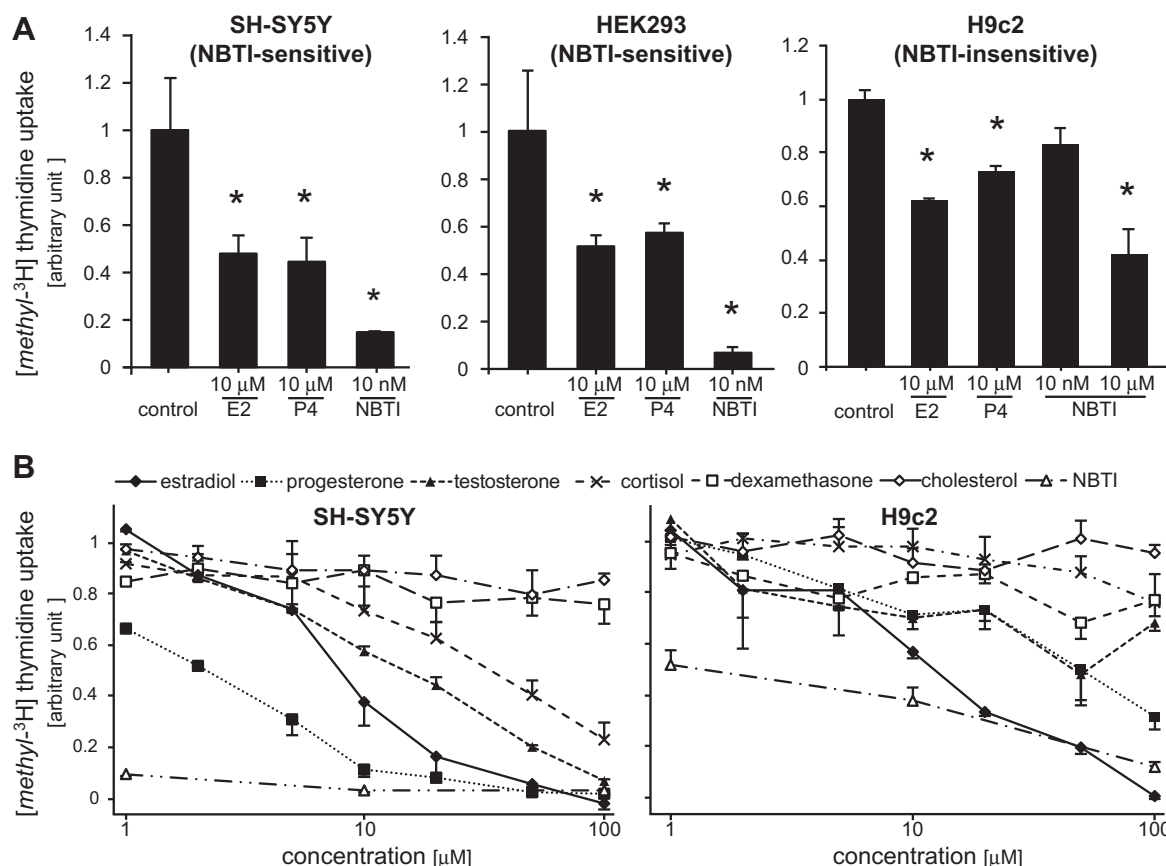 A
SH-SY5Y
(NBTI-sensitive)
HEK293
(NBTI-sensitive)
H9c2
(NBTI-insensitive)
[methyl-³H] thymidine uptake
[arbitrary unit ]
1.4
1.2
1
0.8
0.6
0.4
0.2
0
* * *
control
10 μM
E2
10 μM
P4
10 nM
NBTI
1.4
1.2
1
0.8
0.6
0.4
0.2
0
* * *
control
10 μM
E2
10 μM
P4
10 nM
NBTI
1.2
1
0.8
0.6
0.4
0.2
0
* * *
control
10 μM
E2
10 μM
P4
10 nM 10 μM
NBTI
B
estradiol progesterone testosterone cortisol dexamethasone cholesterol NBTI
SH-SY5Y
H9c2
[methyl-³H] thymidine uptake
[arbitrary unit ]
1
0.8
0.6
0.4
0.2
0
1 10 100
concentration [μM]
1 10 100
concentration [μM]